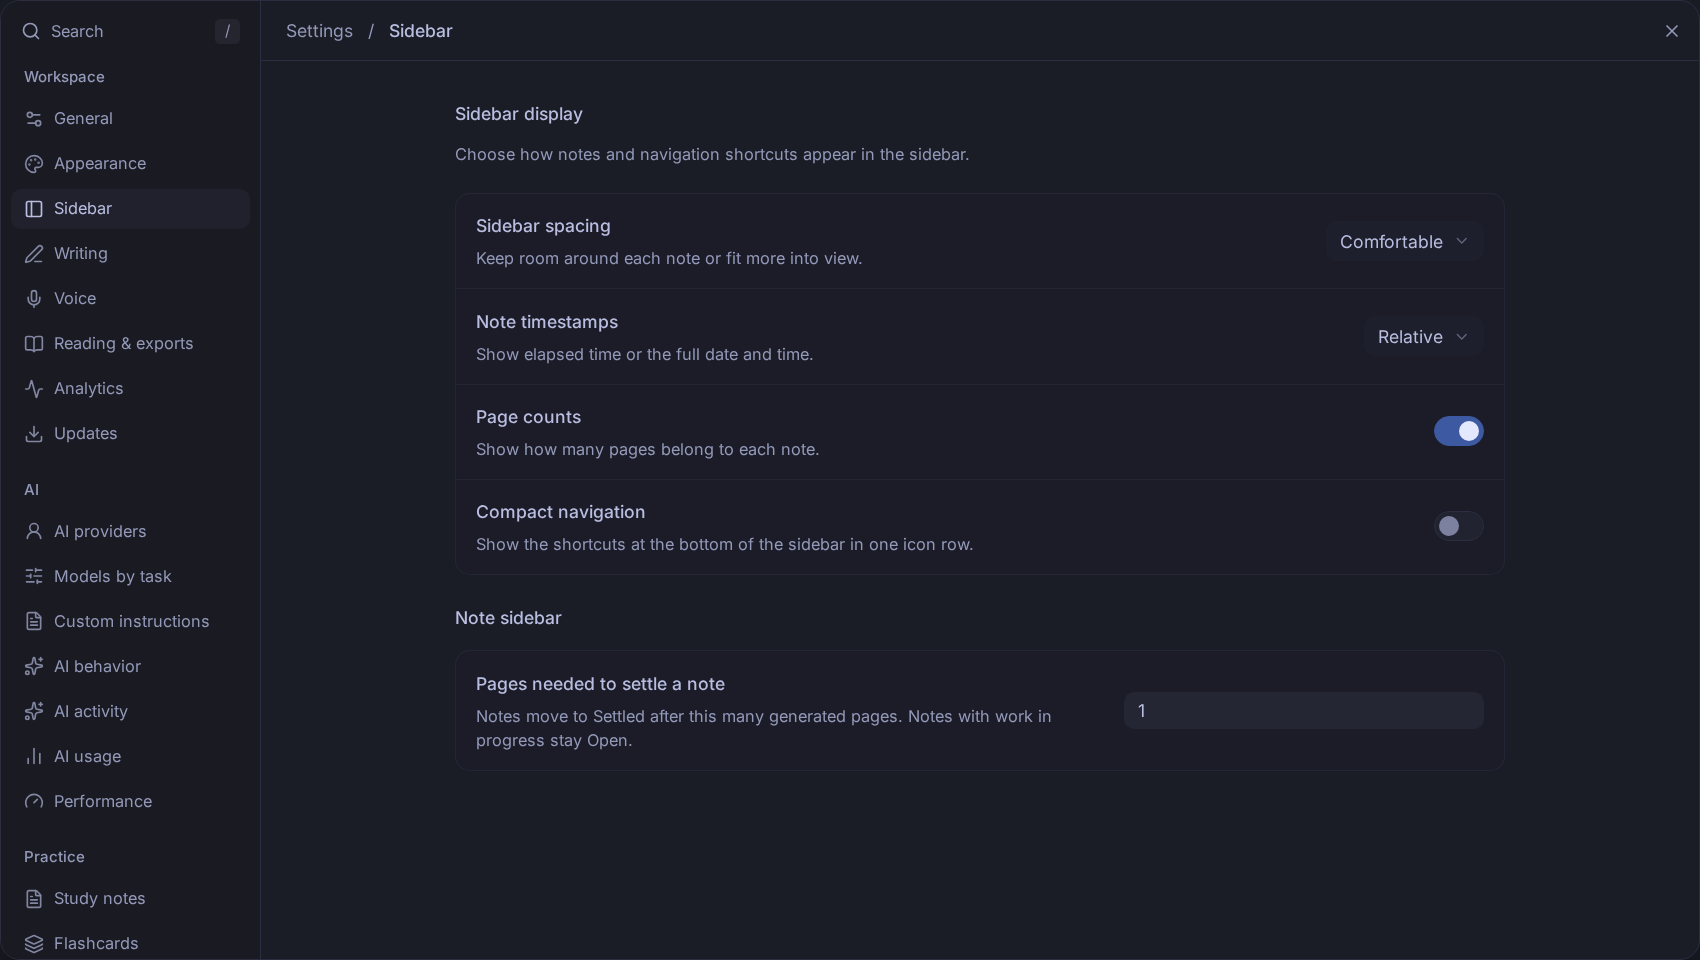 Search /
Workspace
General
Appearance
Sidebar
Writing
Voice
Reading & exports
Analytics
Updates
AI
AI providers
Models by task
Custom instructions
AI behavior
AI activity
AI usage
Performance
Practice
Study notes
Flashcards
Settings / Sidebar
Sidebar display
Choose how notes and navigation shortcuts appear in the sidebar.
Sidebar spacing
Keep room around each note or fit more into view.
Comfortable
Note timestamps
Show elapsed time or the full date and time.
Relative
Page counts
Show how many pages belong to each note.
Compact navigation
Show the shortcuts at the bottom of the sidebar in one icon row.
Note sidebar
Pages needed to settle a note
Notes move to Settled after this many generated pages. Notes with work in
progress stay Open.
1